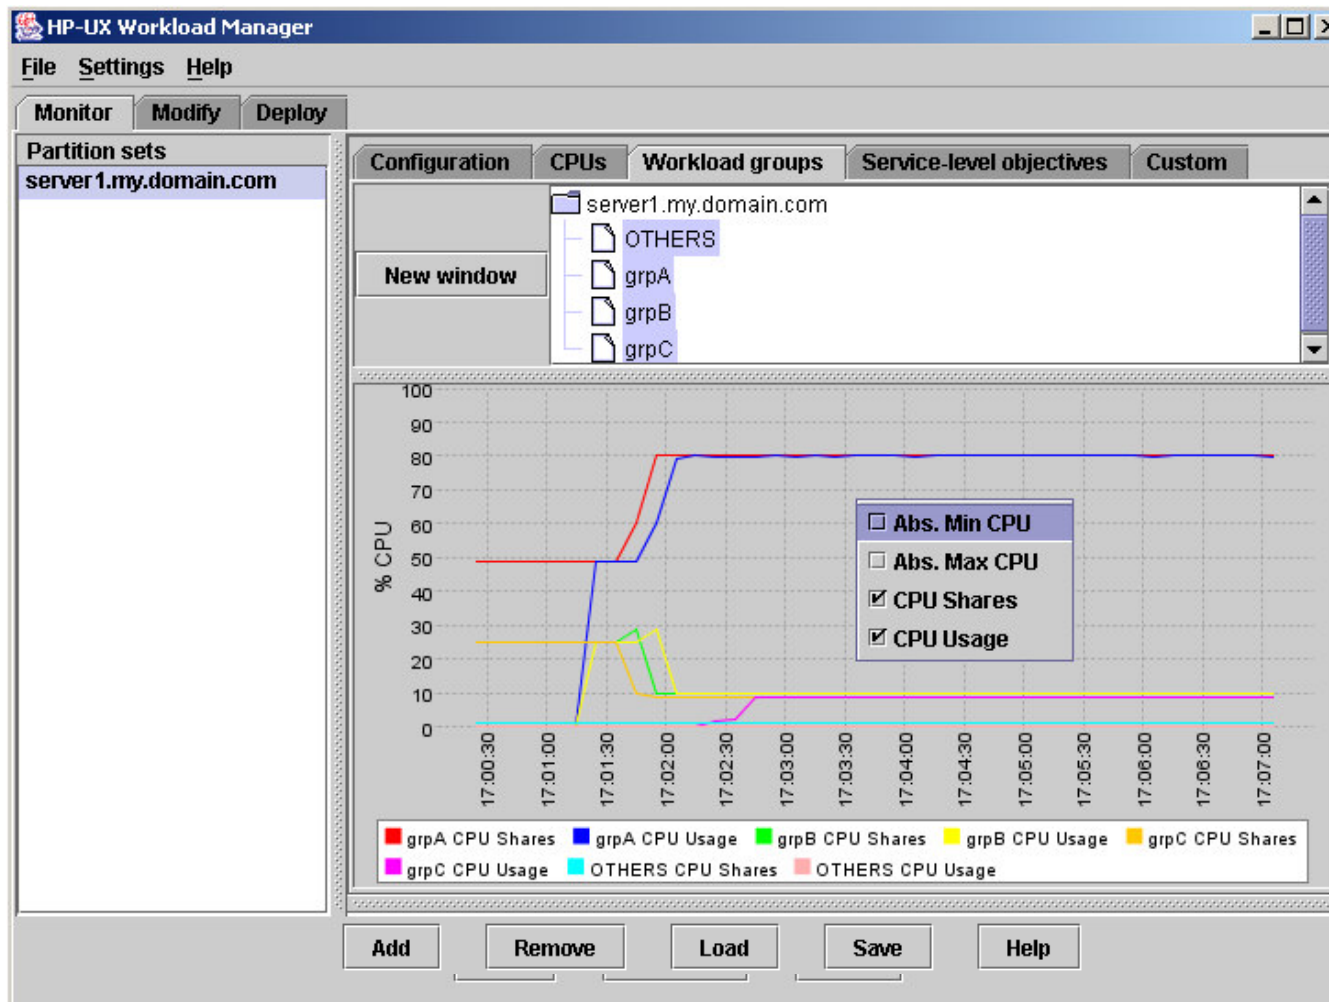 HP-UX Workload Manager
File Settings Help
Monitor Modify Deploy
Partition sets
server1.my.domain.com
Configuration CPUs Workload groups Service-level objectives Custom
New window
server1.my.domain.com
OTHERS
grpA
grpB
grpC
% CPU
100
90
80
70
60
50
40
30
20
10
0
Abs. Min CPU
Abs. Max CPU
CPU Shares
CPU Usage
17:00:30 17:01:00 17:01:30 17:02:00 17:02:30 17:03:00 17:03:30 17:04:00 17:04:30 17:05:00 17:05:30 17:06:00 17:06:30 17:07:00
grpA CPU Shares grpA CPU Usage grpB CPU Shares grpB CPU Usage grpC CPU Shares
grpC CPU Usage OTHERS CPU Shares OTHERS CPU Usage
Add Remove Load Save Help